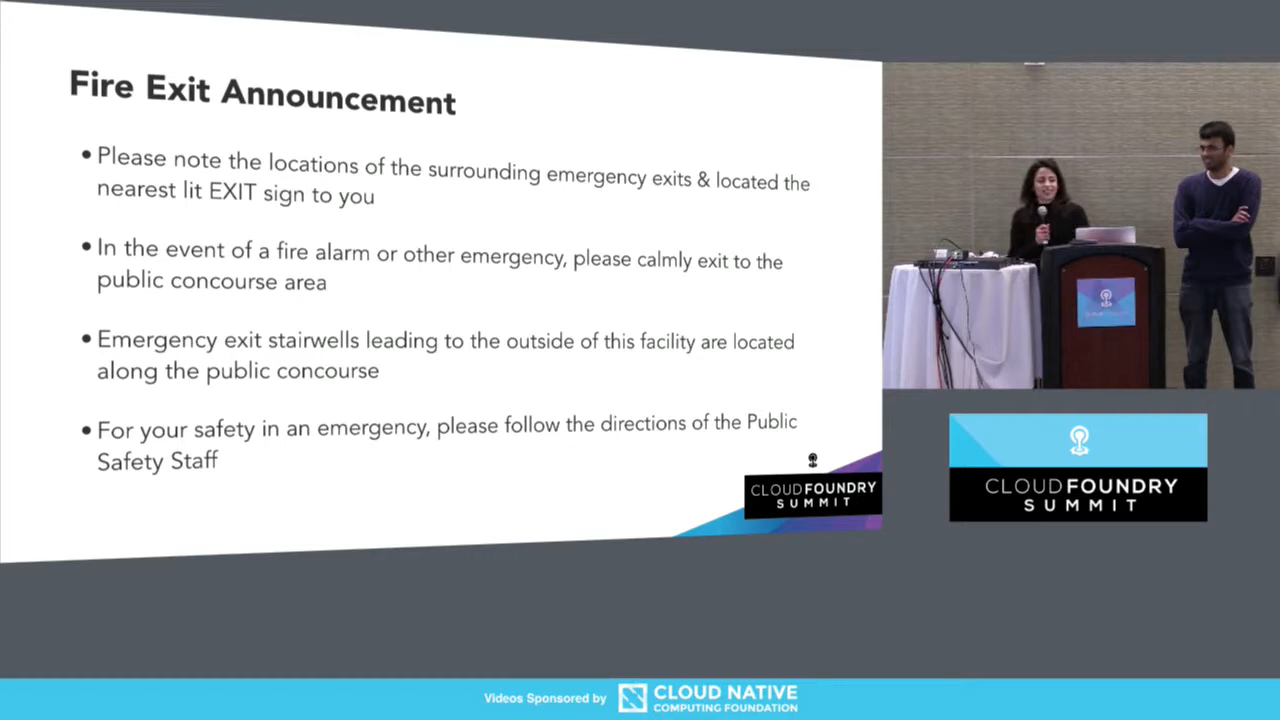 Fire Exit Announcement
• Please note the locations of the surrounding emergency exits & located the
nearest lit EXIT sign to you
• In the event of a fire alarm or other emergency, please calmly exit to the
public concourse area
• Emergency exit stairwells leading to the outside of this facility are located
along the public concourse
• For your safety in an emergency, please follow the directions of the Public
Safety Staff
CLOUDFOUNDRY
SUMMIT
CLOUDFOUNDRY
SUMMIT
Videos Sponsored by
CLOUD NATIVE
COMPUTING FOUNDATION